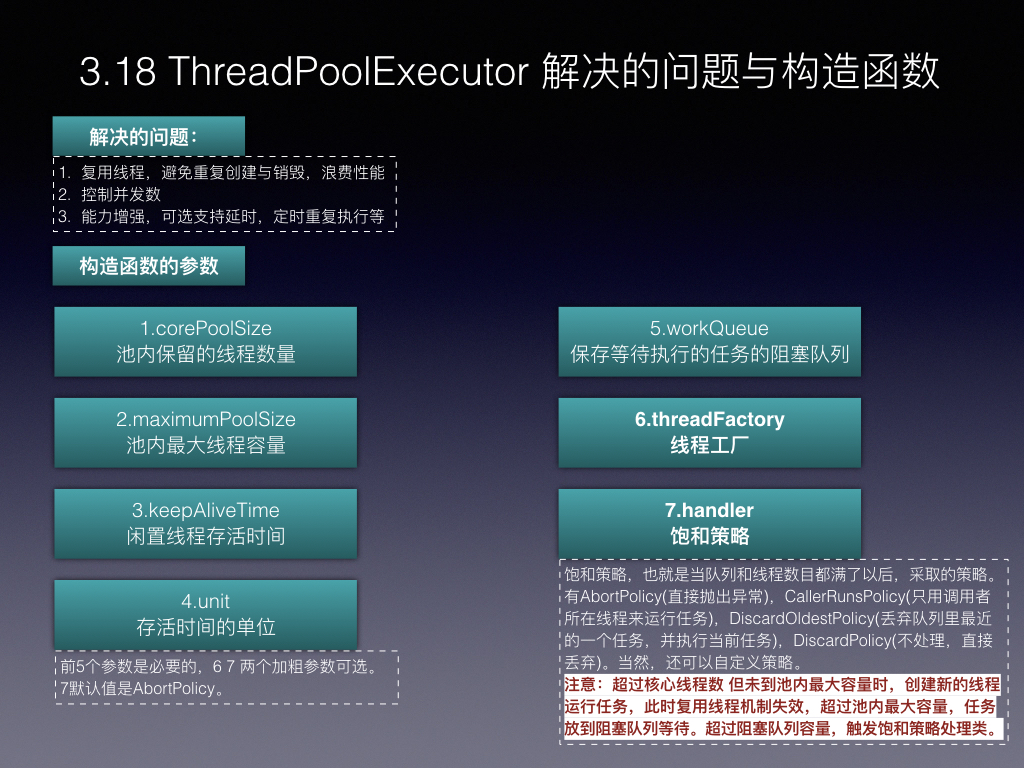 3.18 ThreadPoolExecutor 解决的问题与构造函数
解决的问题：
1. 复用线程，避免重复创建与销毁，浪费性能
2. 控制并发数
3. 能力增强，可选支持延时，定时重复执行等
构造函数的参数
1.corePoolSize
池内保留的线程数量
2.maximumPoolSize
池内最大线程容量
3.keepAliveTime
闲置线程存活时间
4.unit
存活时间的单位
前5个参数是必要的，6 7 两个加粗参数可选。
7默认值是AbortPolicy。
5.workQueue
保存等待执行的任务的阻塞队列
6.threadFactory
线程工厂
7.handler
饱和策略
饱和策略，也就是当队列和线程数目都满了以后，采取的策略。
有AbortPolicy(直接抛出异常)，CallerRunsPolicy(只用调用者
所在线程来运行任务)，DiscardOldestPolicy(丢弃队列里最近
的一个任务，并执行当前任务)，DiscardPolicy(不处理，直接
丢弃)。当然，还可以自定义策略。
注意：超过核心线程数 但未到池内最大容量时，创建新的线程
运行任务，此时复用线程机制失效，超过池内最大容量，任务
放到阻塞队列等待。超过阻塞队列容量，触发饱和策略处理类。